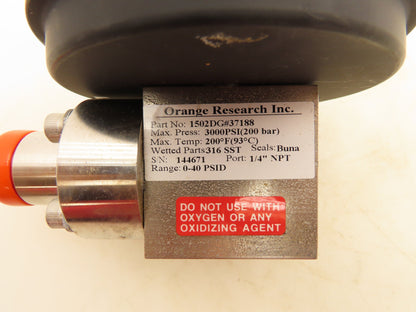 Orange Research Inc.
Part No: 1502DG#37188
Max. Press: 3000PSI(200 bar)
Max. Temp: 200°F(93°C)
Wetted Parts:316 SST Seals:Buna
S/N: 144671 Port: 1/4" NPT
Range: 0-40 PSID
DO NOT USE WITH
OXYGEN OR ANY
OXIDIZING AGENT